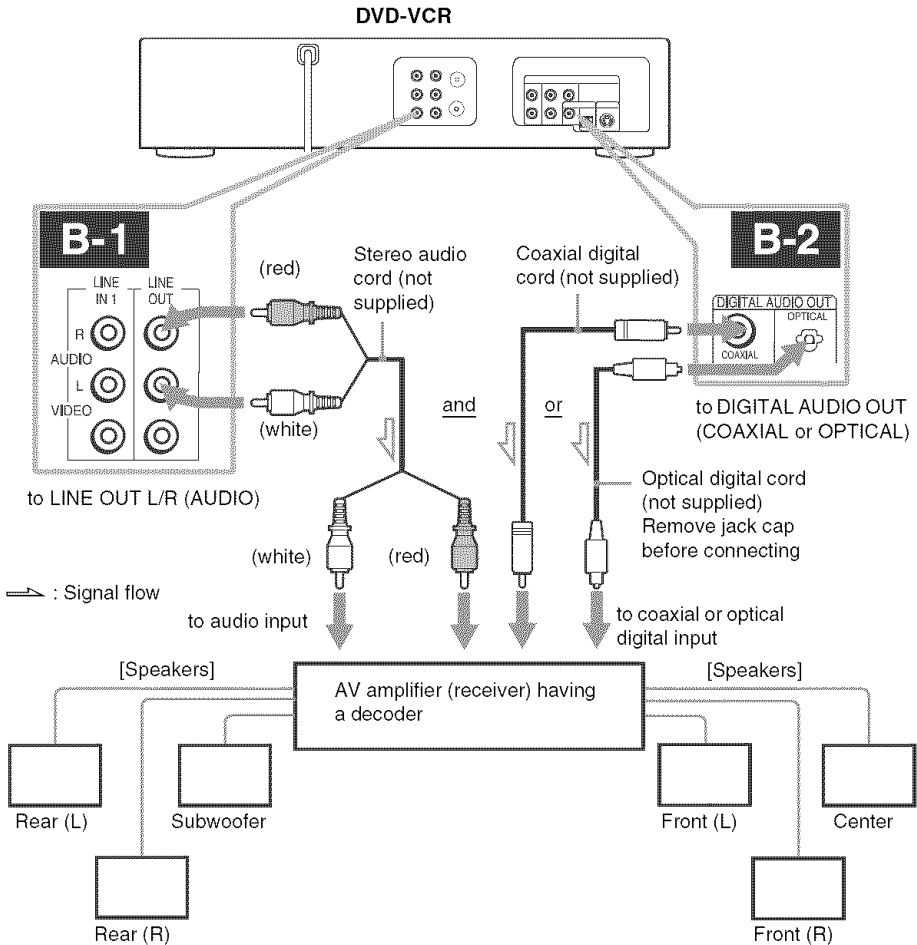 DVD-VCR
B-1
B-2
LINE
IN 1
LINE
OUT
R
AUDIO
L
VIDEO
(red)
(white)
Stereo audio
cord (not
supplied)
Coaxial digital
cord (not supplied)
DIGITAL AUDIO OUT
OPTICAL
COAXIAL
and
or
to DIGITAL AUDIO OUT
(COAXIAL or OPTICAL)
to LINE OUT L/R (AUDIO)
Optical digital cord
(not supplied)
Remove jack cap
before connecting
(white)
(red)
: Signal flow
to audio input
to coaxial or optical
digital input
[Speakers]
[Speakers]
AV amplifier (receiver) having
a decoder
Rear (L)
Subwoofer
Front (L)
Center
Rear (R)
Front (R)